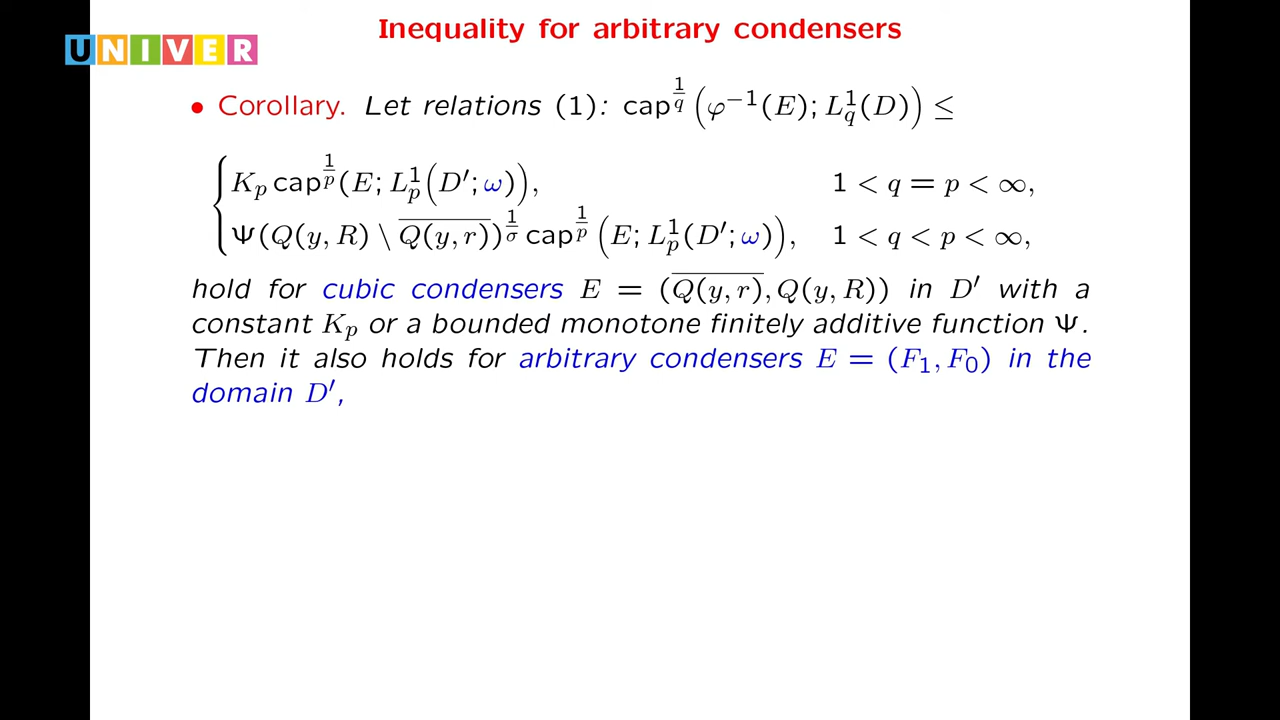 Inequality for arbitrary condensers
UNIVER
• Corollary. Let relations (1): cap^{1/q} (φ^{−1}(E); L^1_q(D)) ≤
{ K_p cap^{1/p}(E; L^1_p(D′; ω)), 1 < q = p < ∞,
Ψ(Q(y, R) \ \overline{Q(y, r)})^{1/σ} cap^{1/p} (E; L^1_p(D′; ω)), 1 < q < p < ∞,
hold for cubic condensers E = (\overline{Q(y, r)}, Q(y, R)) in D′ with a
constant K_p or a bounded monotone finitely additive function Ψ.
Then it also holds for arbitrary condensers E = (F_1, F_0) in the
domain D′,